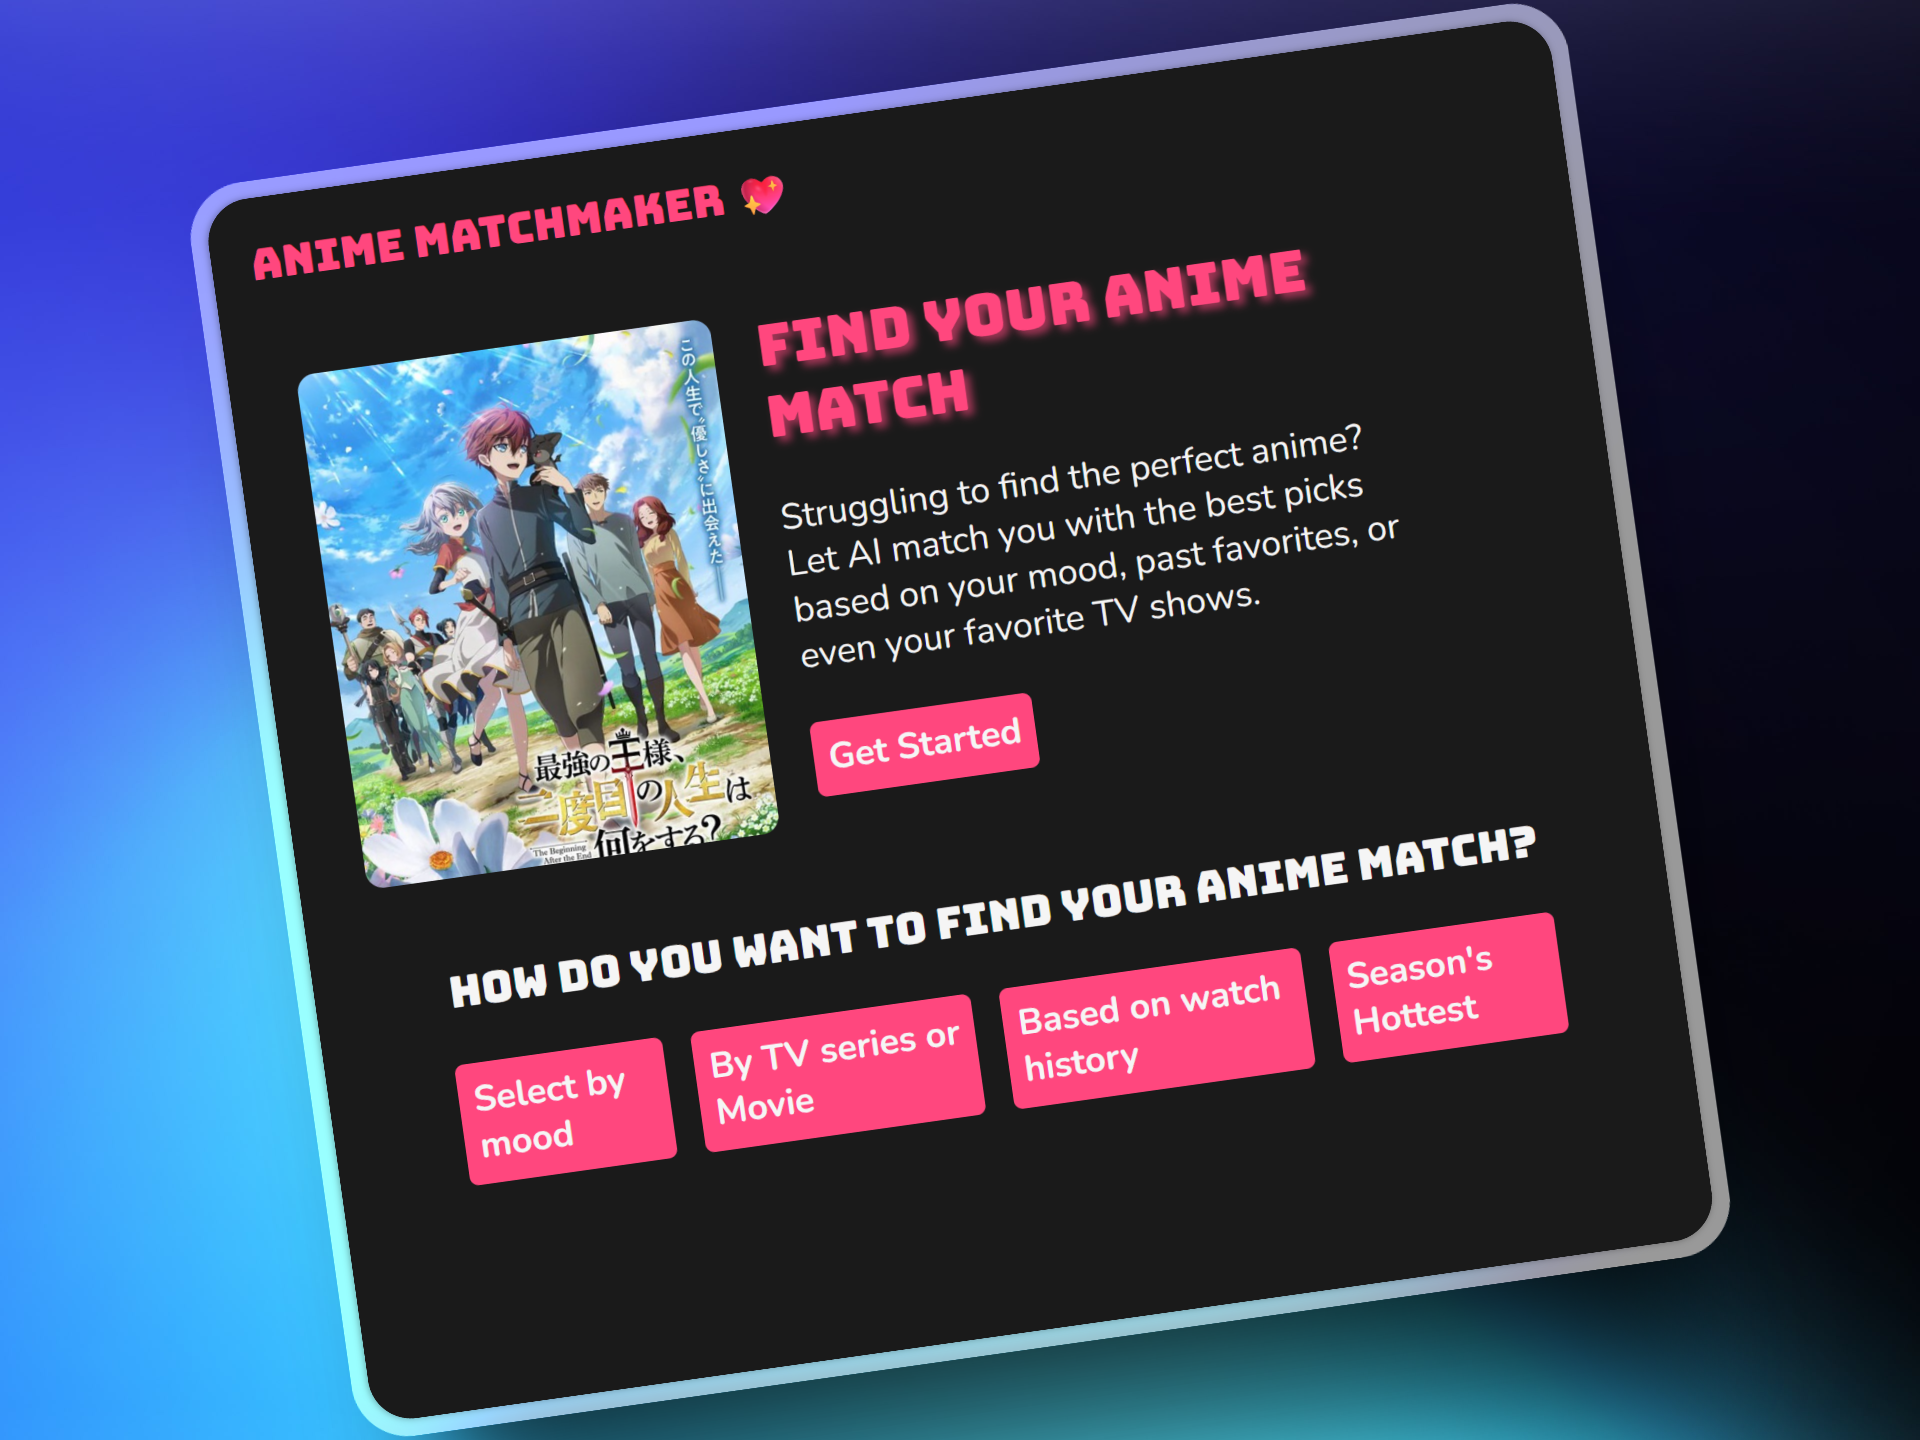 ANIME MATCHMAKER 💖
FIND YOUR ANIME
MATCH
Struggling to find the perfect anime?
Let AI match you with the best picks
based on your mood, past favorites, or
even your favorite TV shows.
Get Started
この人生で“優しさ”に出会えた――
最強の王様、
二度目の人生は
何をする?
The Beginning
After the End
HOW DO YOU WANT TO FIND YOUR ANIME MATCH?
Select by
mood
By TV series or
Movie
Based on watch
history
Season's
Hottest